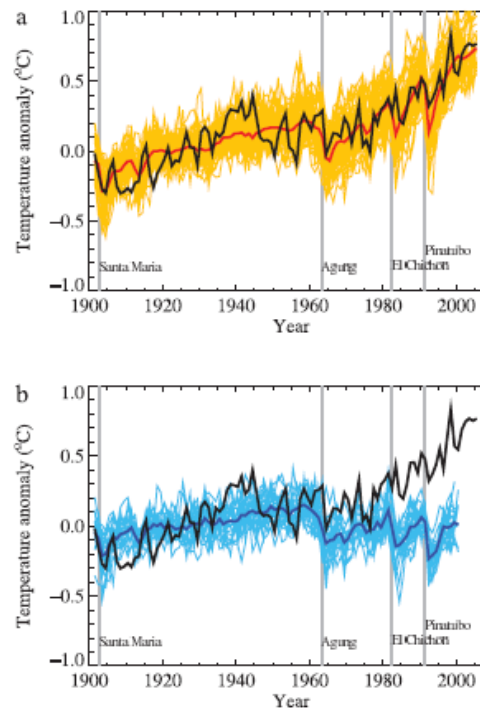 a
Temperature anomaly (°C)
1.0
0.5
0.0
−0.5
−1.0
Santa Maria
Agung
El Chichon
Pinatubo
1900 1920 1940 1960 1980 2000
Year
b
Temperature anomaly (°C)
1.0
0.5
0.0
−0.5
−1.0
Santa Maria
Agung
El Chichon
Pinatubo
1900 1920 1940 1960 1980 2000
Year